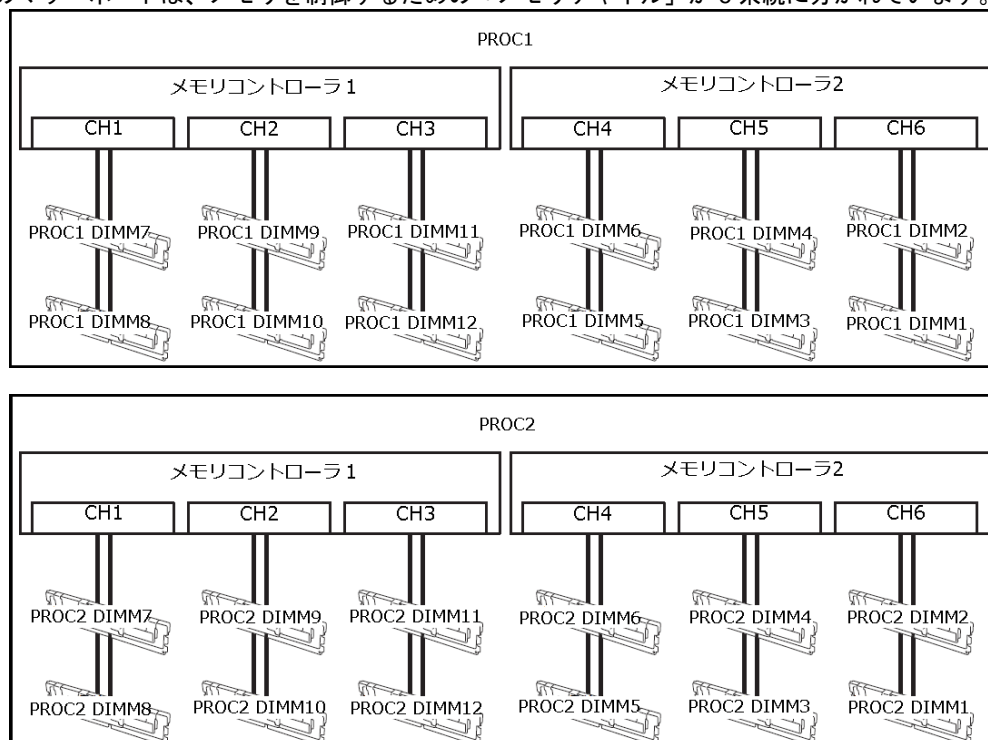 PROC1
メモリコントローラ1 メモリコントローラ2
CH1 CH2 CH3 CH4 CH5 CH6
PROC1 DIMM7 PROC1 DIMM9 PROC1 DIMM11 PROC1 DIMM6 PROC1 DIMM4 PROC1 DIMM2
PROC1 DIMM8 PROC1 DIMM10 PROC1 DIMM12 PROC1 DIMM5 PROC1 DIMM3 PROC1 DIMM1
PROC2
メモリコントローラ1 メモリコントローラ2
CH1 CH2 CH3 CH4 CH5 CH6
PROC2 DIMM7 PROC2 DIMM9 PROC2 DIMM11 PROC2 DIMM6 PROC2 DIMM4 PROC2 DIMM2
PROC2 DIMM8 PROC2 DIMM10 PROC2 DIMM12 PROC2 DIMM5 PROC2 DIMM3 PROC2 DIMM1